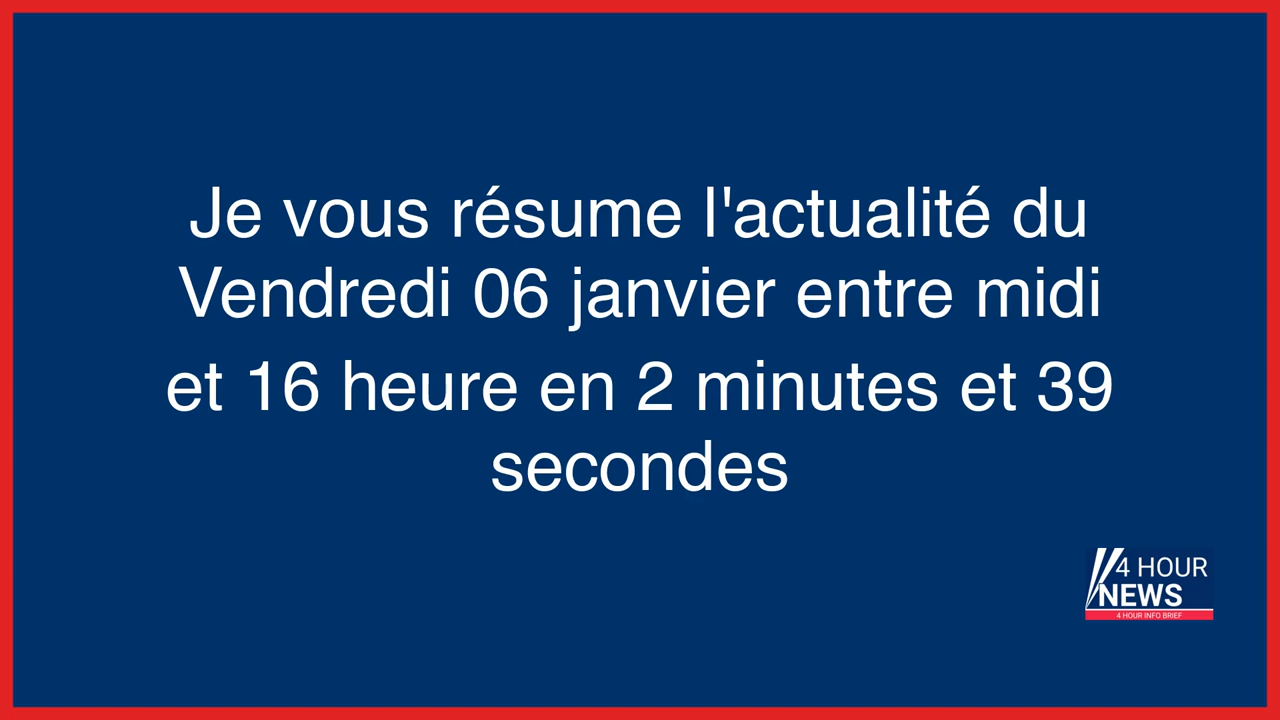 Je vous résume l'actualité du
Vendredi 06 janvier entre midi
et 16 heure en 2 minutes et 39
secondes
4 HOUR
NEWS
4 HOUR INFO BRIEF